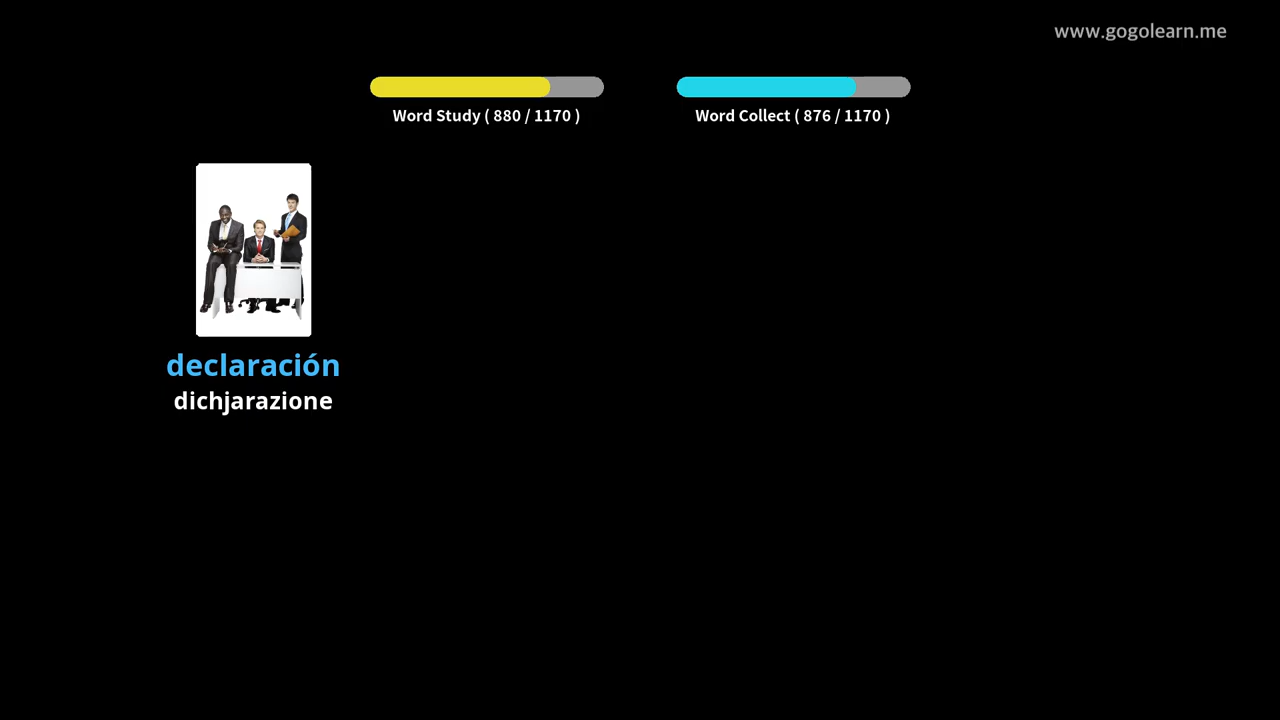 www.gogolearn.me
Word Study ( 880 / 1170 )
Word Collect ( 876 / 1170 )
declaración
dichjarazione